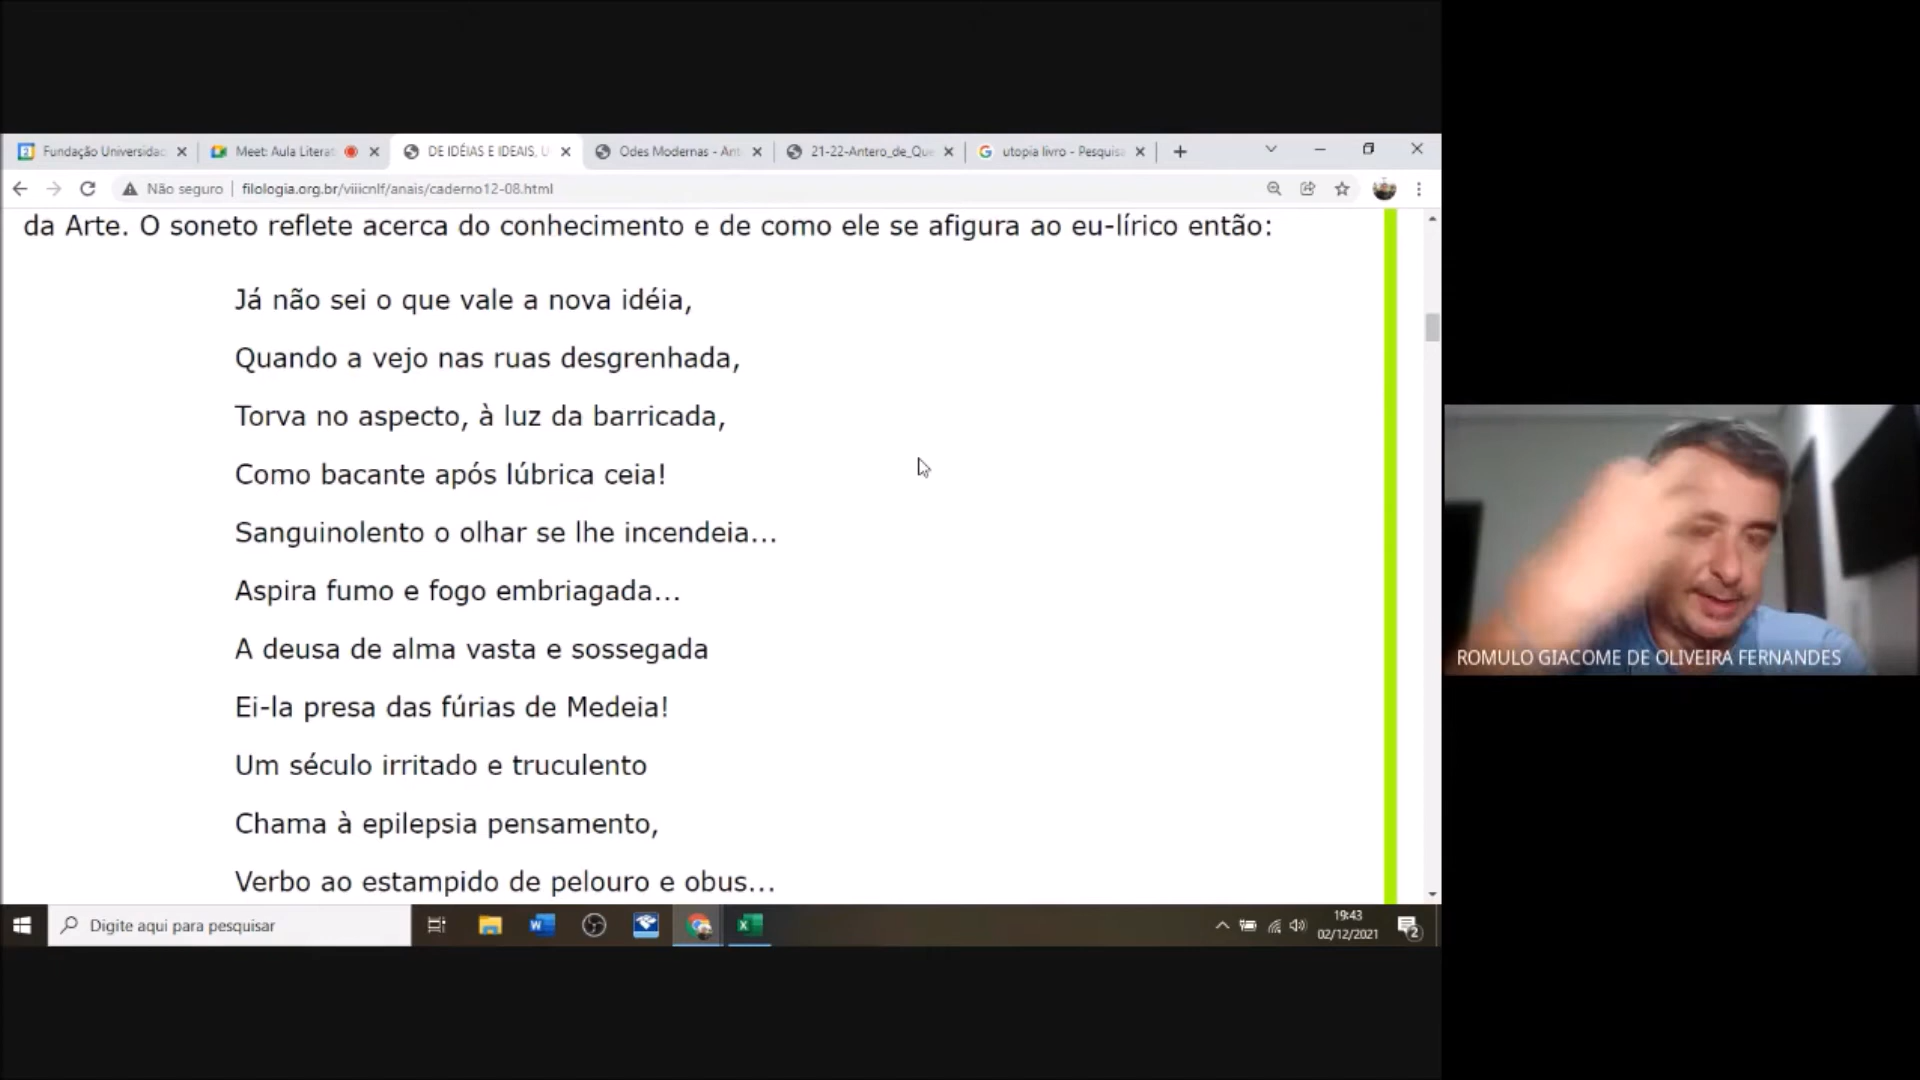 Fundação Universidad
Meet: Aula Literat
DE IDÉIAS E IDEAIS, U
Odes Modernas - Ant
21-22-Antero_de_Que
utopia livro - Pesquisa
Não seguro
filologia.org.br/viiicnlf/anais/caderno12-08.html
da Arte. O soneto reflete acerca do conhecimento e de como ele se afigura ao eu-lírico então:
Já não sei o que vale a nova idéia,
Quando a vejo nas ruas desgrenhada,
Torva no aspecto, à luz da barricada,
Como bacante após lúbrica ceia!
Sanguinolento o olhar se lhe incendeia...
Aspira fumo e fogo embriagada...
A deusa de alma vasta e sossegada
Ei-la presa das fúrias de Medeia!
Um século irritado e truculento
Chama à epilepsia pensamento,
Verbo ao estampido de pelouro e obus...
ROMULO GIACOME DE OLIVEIRA FERNANDES
Digite aqui para pesquisar
19:43
02/12/2021
2